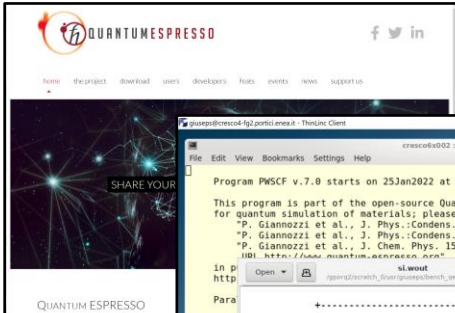 QUANTUMESPRESSO
home the project download users developers foats events news support us
SHARE YOUR
QUANTUM ESPRESSO
giuseps@cresco4-fg2.portici.enea.it - ThinLinc Client
cresco6x002 :
File Edit View Bookmarks Settings Help
Program PWSCF v.7.0 starts on 25Jan2022 at
This program is part of the open-source Qua
for quantum simulation of materials; please
"P. Giannozzi et al., J. Phys.:Condens.
"P. Giannozzi et al., J. Phys.:Condens.
"P. Giannozzi et al., J. Chem. Phys. 15
URL http://www.quantum-espresso.org"
in p
http
Open
si.wout
Para